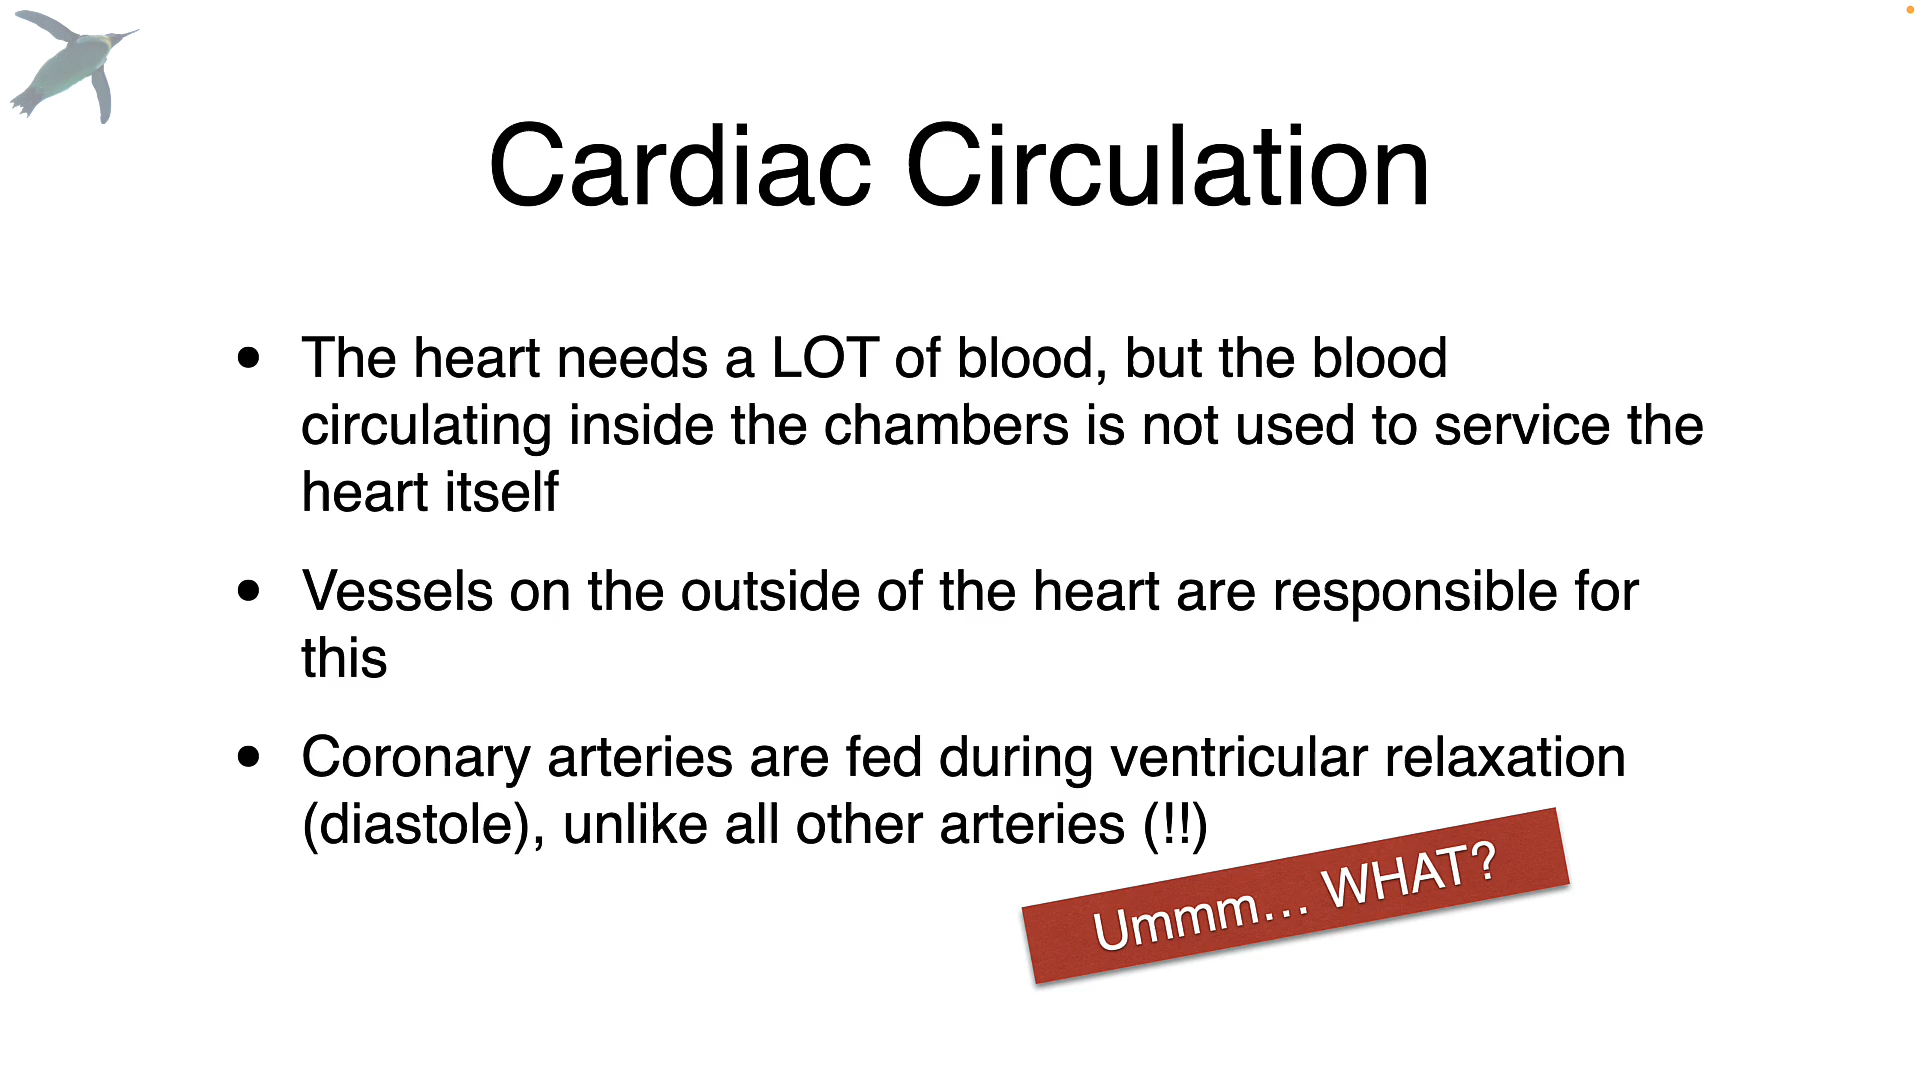 Cardiac Circulation
• The heart needs a LOT of blood, but the blood
circulating inside the chambers is not used to service the
heart itself
• Vessels on the outside of the heart are responsible for
this
• Coronary arteries are fed during ventricular relaxation
(diastole), unlike all other arteries (!!)
Ummm… WHAT?